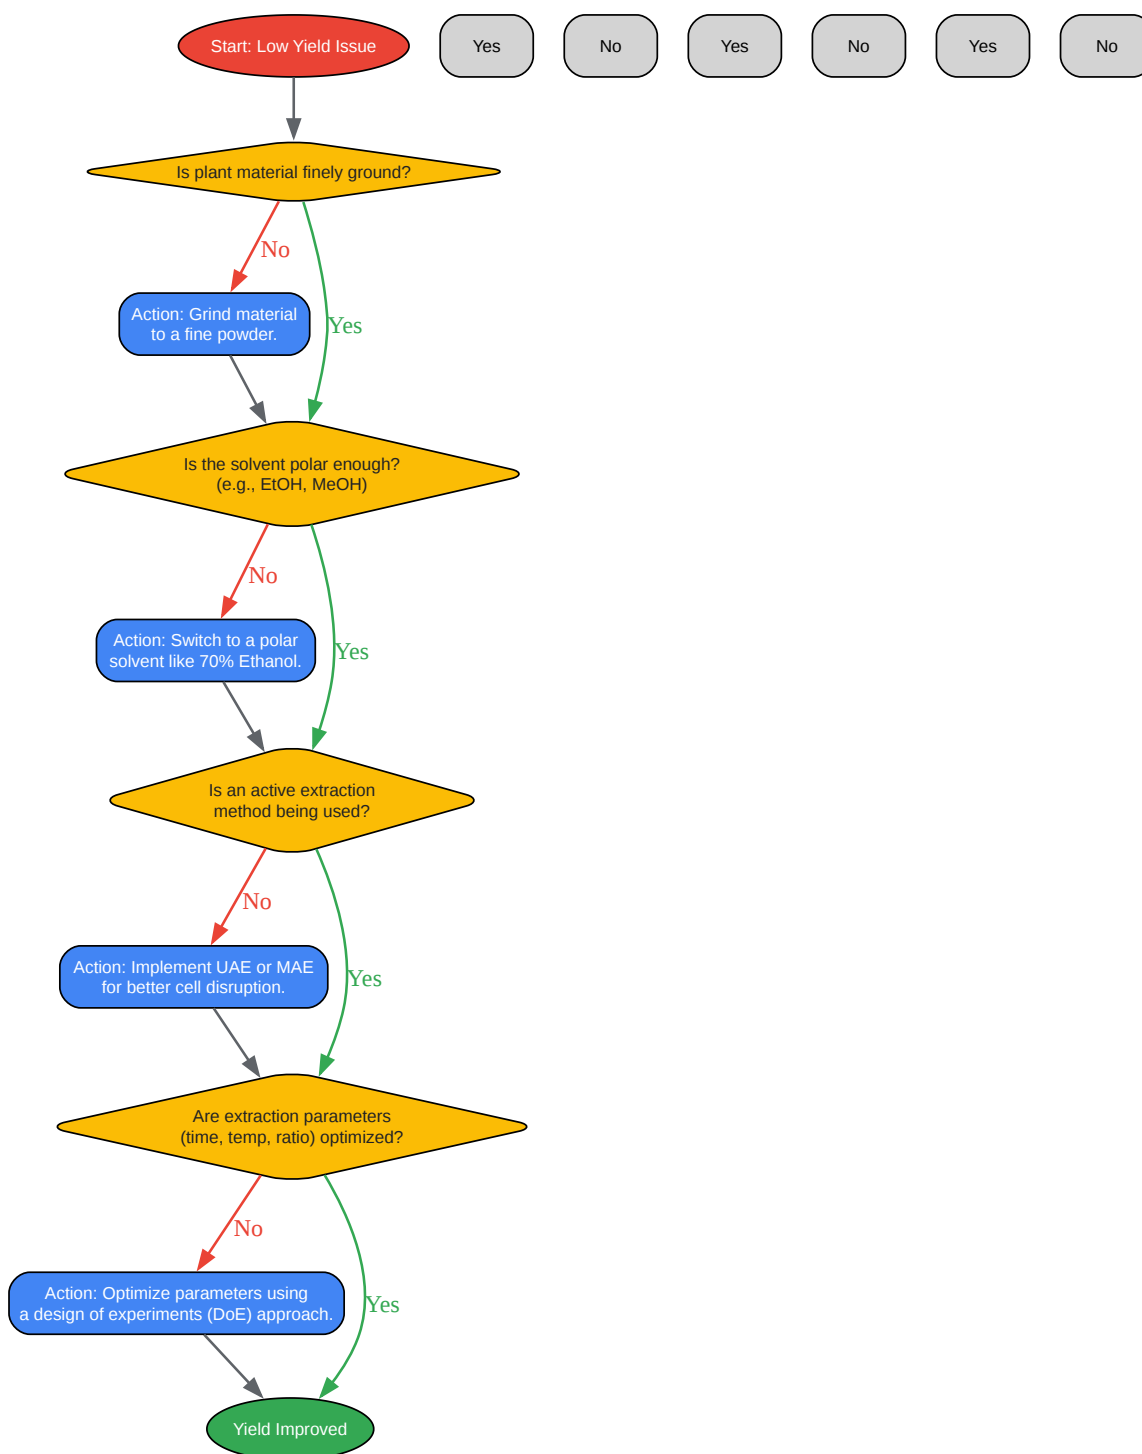 Start: Low Yield Issue
Yes
No
Yes
No
Yes
No
Is plant material finely ground?
No
Action: Grind material
to a fine powder.
Yes
Is the solvent polar enough?
(e.g., EtOH, MeOH)
No
Action: Switch to a polar
solvent like 70% Ethanol.
Yes
Is an active extraction
method being used?
No
Action: Implement UAE or MAE
for better cell disruption.
Yes
Are extraction parameters
(time, temp, ratio) optimized?
No
Action: Optimize parameters using
a design of experiments (DoE) approach.
Yes
Yield Improved